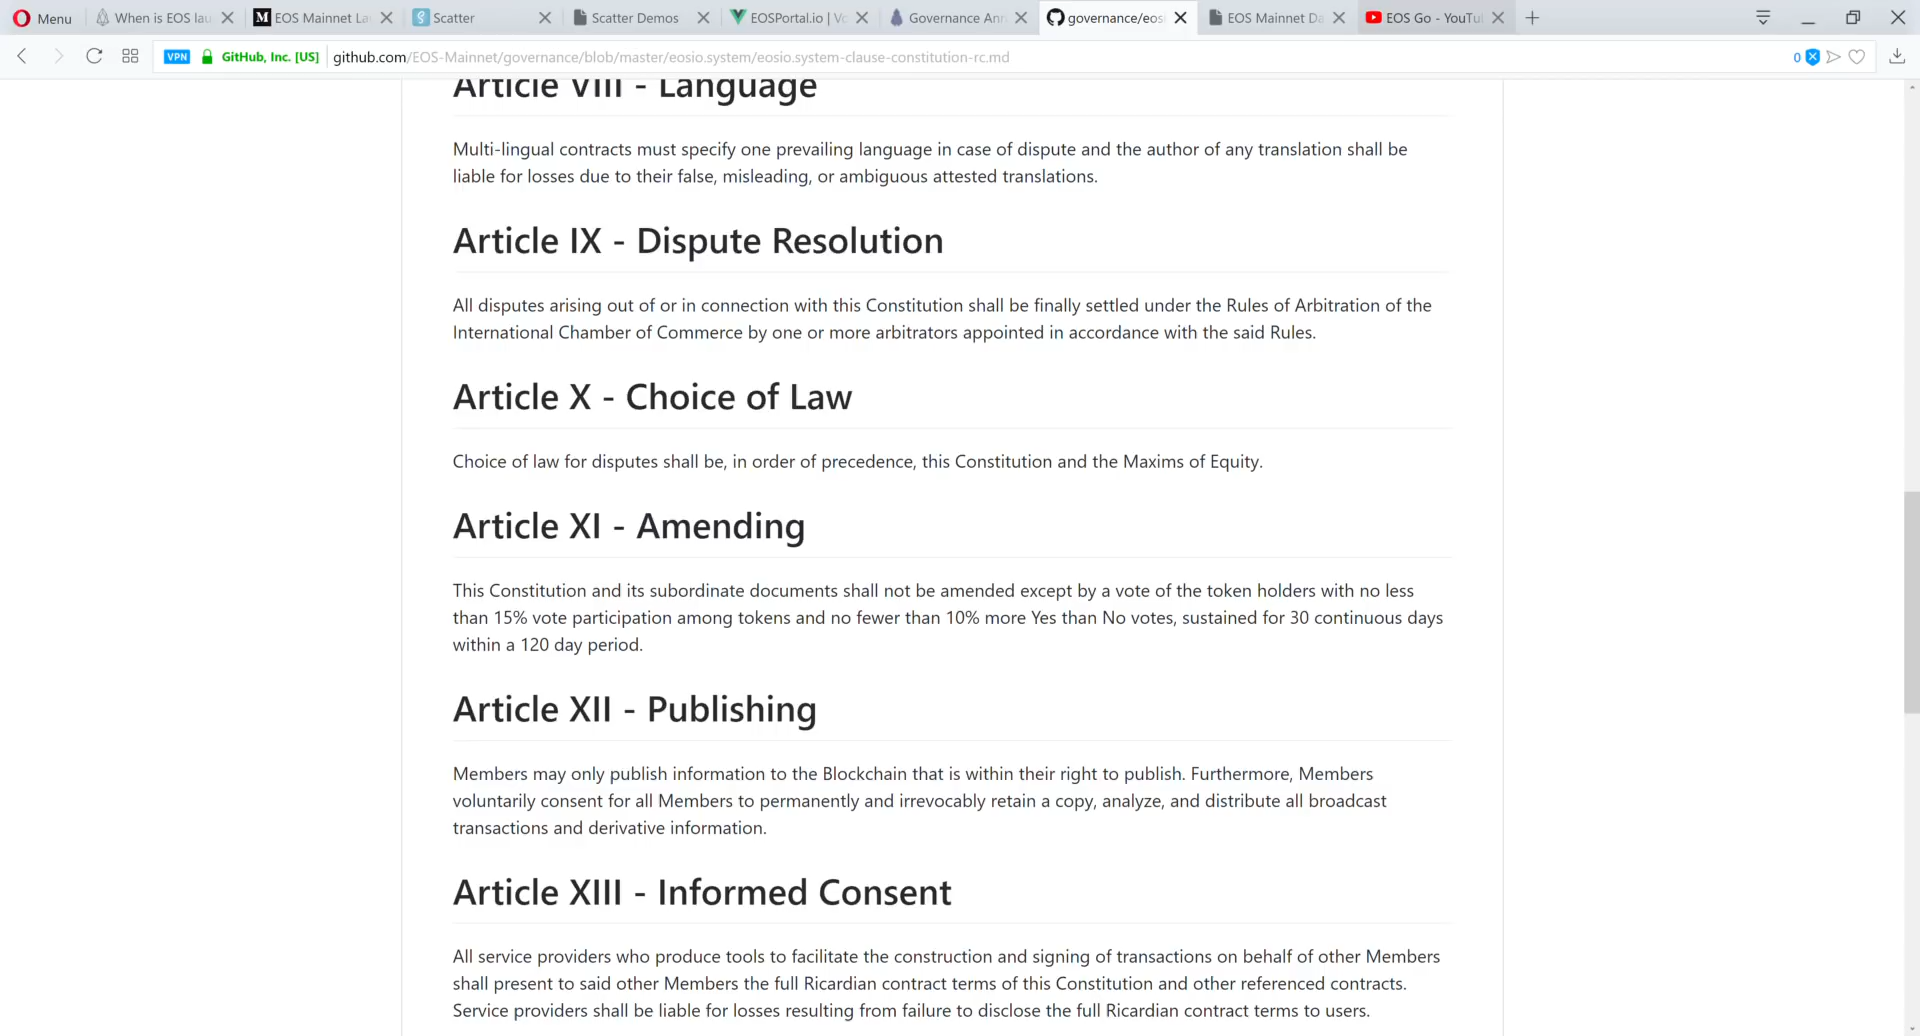 Menu
When is EOS lau
EOS Mainnet La
Scatter
Scatter Demos
EOSPortal.io | Vo
Governance Ann
governance/eosi
EOS Mainnet Da
EOS Go - YouTu
VPN
GitHub, Inc. [US]
github.com/EOS-Mainnet/governance/blob/master/eosio.system/eosio.system-clause-constitution-rc.md
0
Article VIII - Language
Multi-lingual contracts must specify one prevailing language in case of dispute and the author of any translation shall be
liable for losses due to their false, misleading, or ambiguous attested translations.
Article IX - Dispute Resolution
All disputes arising out of or in connection with this Constitution shall be finally settled under the Rules of Arbitration of the
International Chamber of Commerce by one or more arbitrators appointed in accordance with the said Rules.
Article X - Choice of Law
Choice of law for disputes shall be, in order of precedence, this Constitution and the Maxims of Equity.
Article XI - Amending
This Constitution and its subordinate documents shall not be amended except by a vote of the token holders with no less
than 15% vote participation among tokens and no fewer than 10% more Yes than No votes, sustained for 30 continuous days
within a 120 day period.
Article XII - Publishing
Members may only publish information to the Blockchain that is within their right to publish. Furthermore, Members
voluntarily consent for all Members to permanently and irrevocably retain a copy, analyze, and distribute all broadcast
transactions and derivative information.
Article XIII - Informed Consent
All service providers who produce tools to facilitate the construction and signing of transactions on behalf of other Members
shall present to said other Members the full Ricardian contract terms of this Constitution and other referenced contracts.
Service providers shall be liable for losses resulting from failure to disclose the full Ricardian contract terms to users.